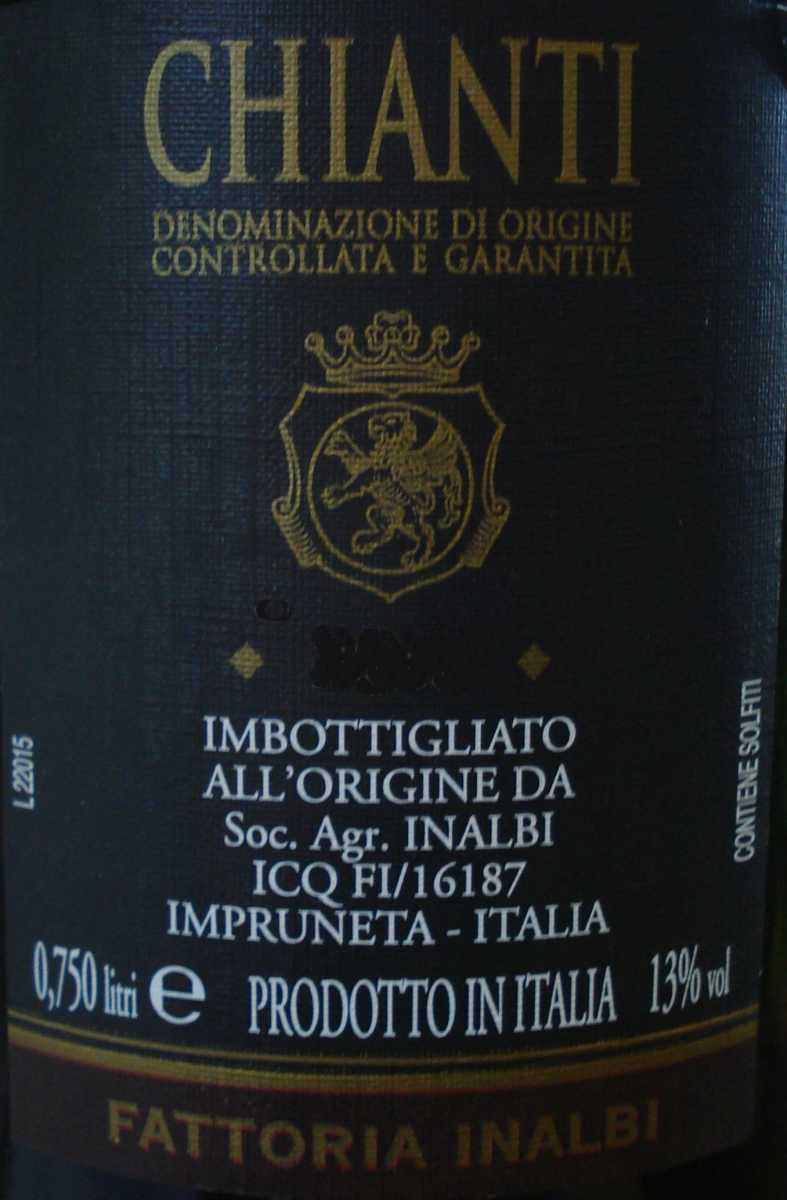 CHIANTI
DENOMINAZIONE DI ORIGINE
CONTROLLATA E GARANTITA
IMBOTTIGLIATO
ALL'ORIGINE DA
Soc. Agr. INALBI
ICQ FI/16187
IMPRUNETA - ITALIA
0,750 litri e PRODOTTO IN ITALIA 13% vol
L 22015
CONTIENE SOLFITI
FATTORIA INALBI